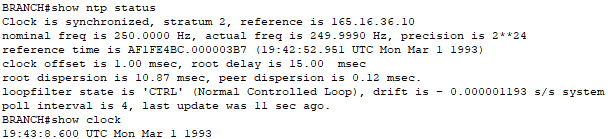 BRANCH#show ntp status
Clock is synchronized, stratum 2, reference is 165.16.36.10
nominal freq is 250.0000 Hz, actual freq is 249.9990 Hz, precision is 2**24
reference time is AF1FE4BC.000003B7 (19:42:52.951 UTC Mon Mar 1 1993)
clock offset is 1.00 msec, root delay is 15.00  msec
root dispersion is 10.87 msec, peer dispersion is 0.12 msec.
loopfilter state is 'CTRL' (Normal Controlled Loop), drift is - 0.000001193 s/s system
poll interval is 4, last update was 11 sec ago.
BRANCH#show clock
19:43:8.600 UTC Mon Mar 1 1993